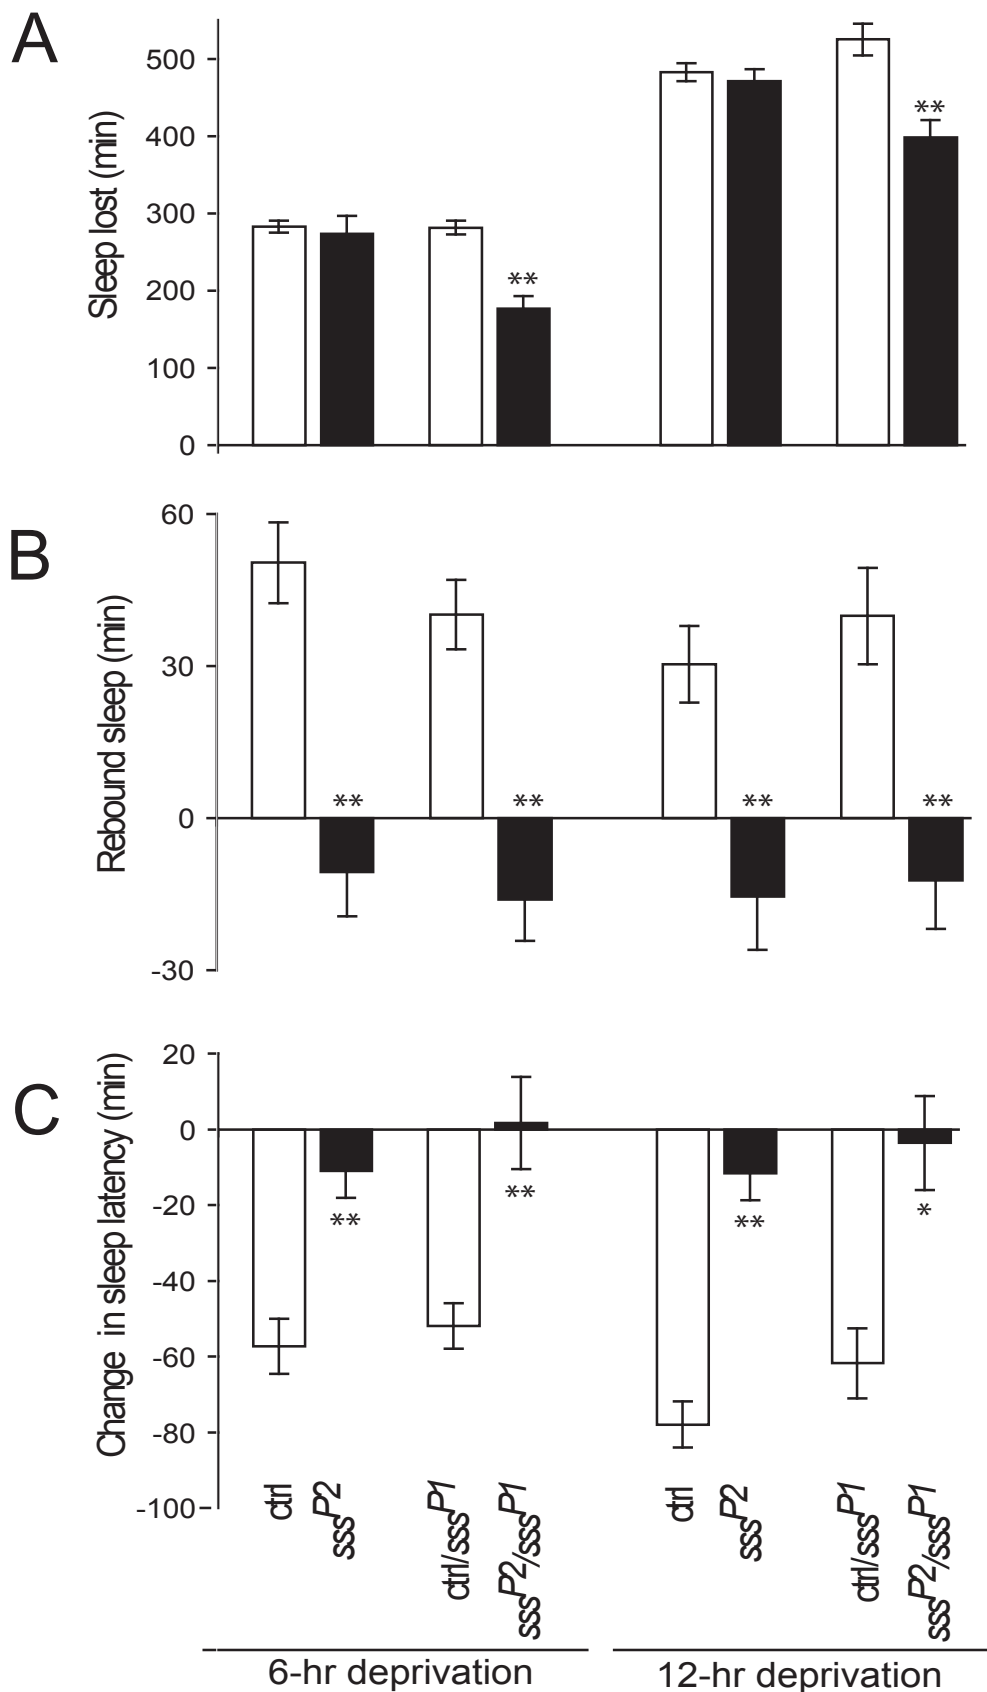 A
Sleep lost (min)
500
400
300
200
100
0
**
**
B
Rebound sleep (min)
60
30
0
-30
**
**
**
**
C
Change in sleep latency (min)
20
0
-20
-40
-60
-80
-100
**
**
**
*
ctrl
sssP2
ctrl/sssP1
sssP2/sssP1
ctrl
sssP2
ctrl/sssP1
sssP2/sssP1
6-hr deprivation
12-hr deprivation